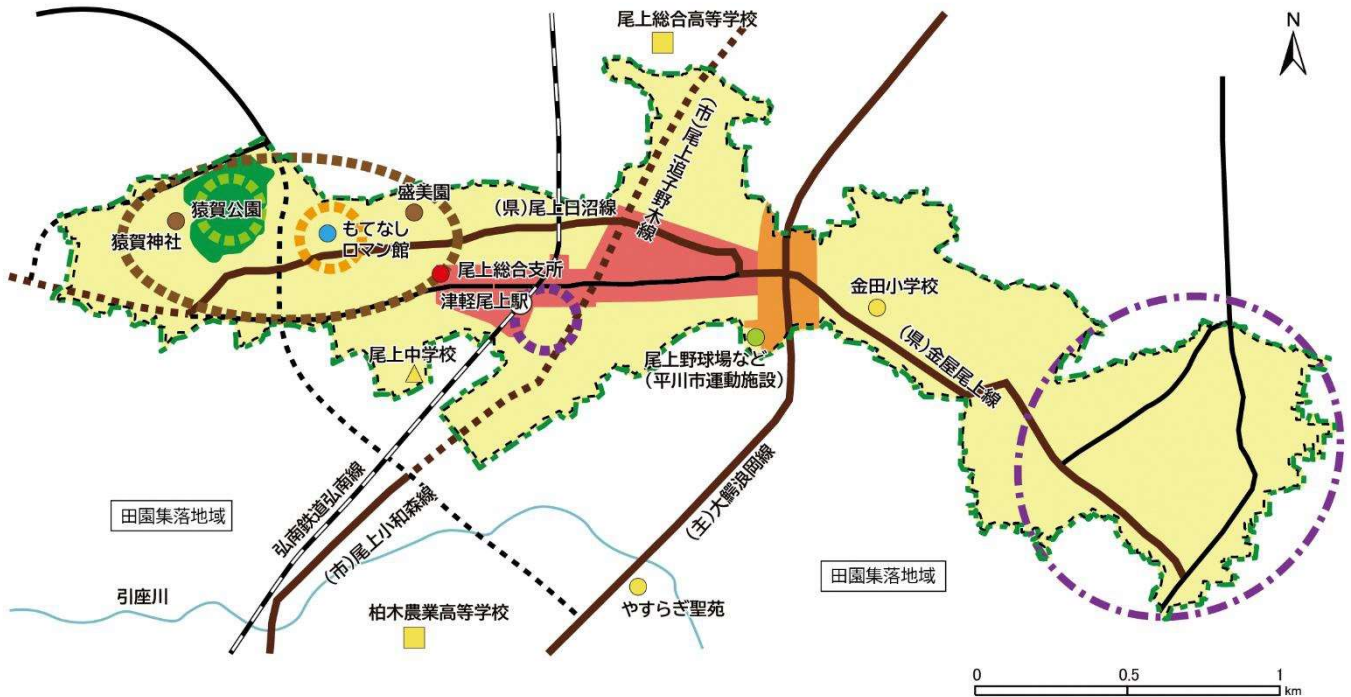 尾上総合高等学校
N
(市)尾上追子野木線
盛美園
猿賀公園
(県)尾上日沼線
もてなし
ロマン館
猿賀神社
尾上総合支所
津軽尾上駅
金田小学校
尾上中学校
尾上野球場など
(平川市運動施設)
(県)金屋尾上線
(主)大鰐浪岡線
弘南鉄道弘南線
(市)尾上小和森線
田園集落地域
田園集落地域
引座川
柏木農業高等学校
やすらぎ聖苑
0 0.5 1
km